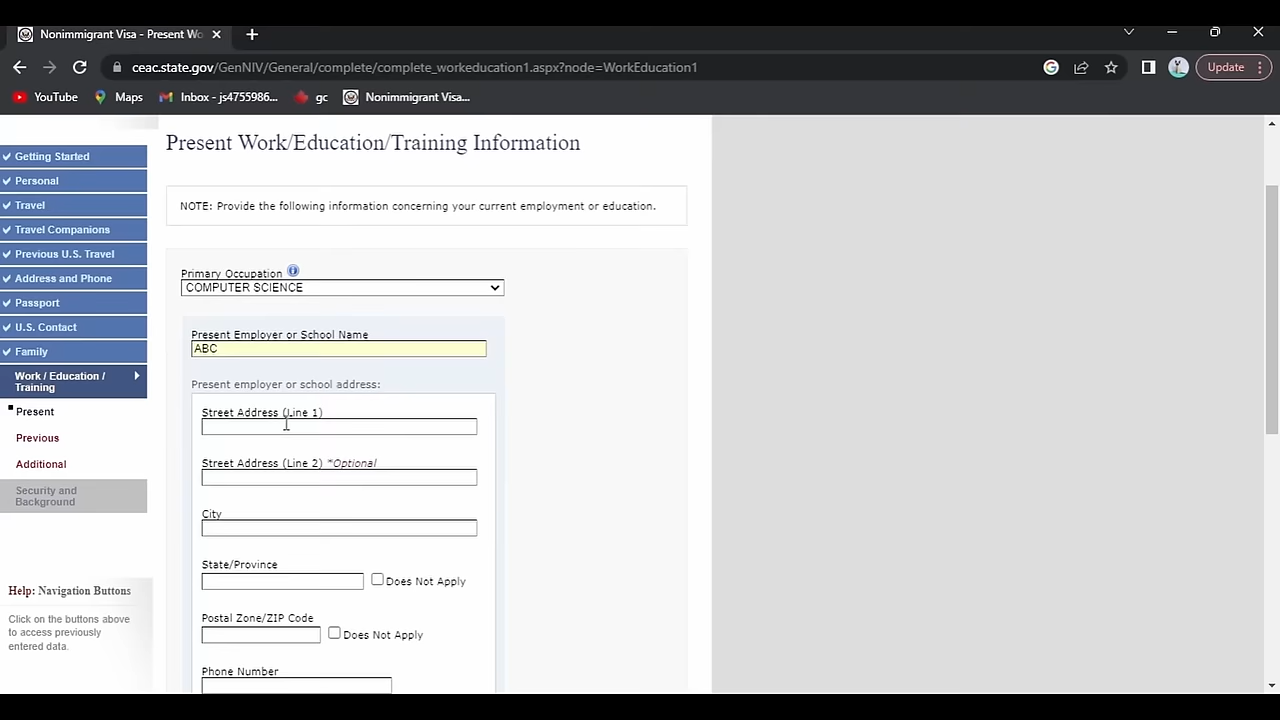 Nonimmigrant Visa - Present Wo
ceac.state.gov/GenNIV/General/complete/complete_workeducation1.aspx?node=WorkEducation1
Update
YouTube
Maps
Inbox - js4755986...
gc
Nonimmigrant Visa...
Present Work/Education/Training Information
Getting Started
Personal
Travel
Travel Companions
Previous U.S. Travel
Address and Phone
Passport
U.S. Contact
Family
Work / Education /
Training
Present
Previous
Additional
Security and
Background
Help: Navigation Buttons
Click on the buttons above
to access previously
entered data.
NOTE: Provide the following information concerning your current employment or education.
Primary Occupation
COMPUTER SCIENCE
Present Employer or School Name
ABC
Present employer or school address:
Street Address (Line 1)
Street Address (Line 2) *Optional
City
State/Province
Does Not Apply
Postal Zone/ZIP Code
Does Not Apply
Phone Number